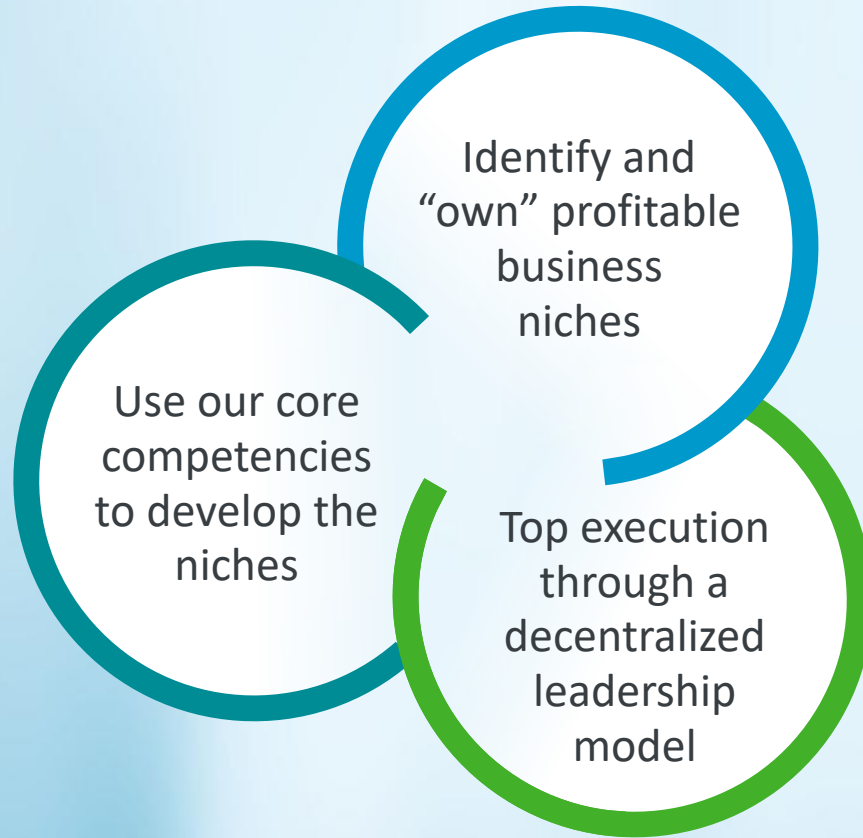 Identify and
“own” profitable
business
niches
Use our core
competencies
to develop the
niches
Top execution
through a
decentralized
leadership
model